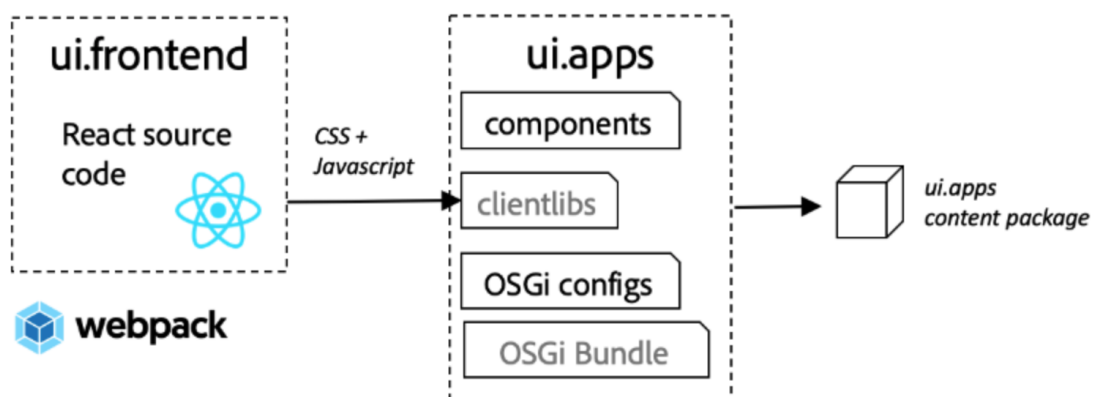 ui.frontend
React source
code
webpack
CSS +
Javascript
ui.apps
components
clientlibs
OSGi configs
OSGi Bundle
ui.apps
content package